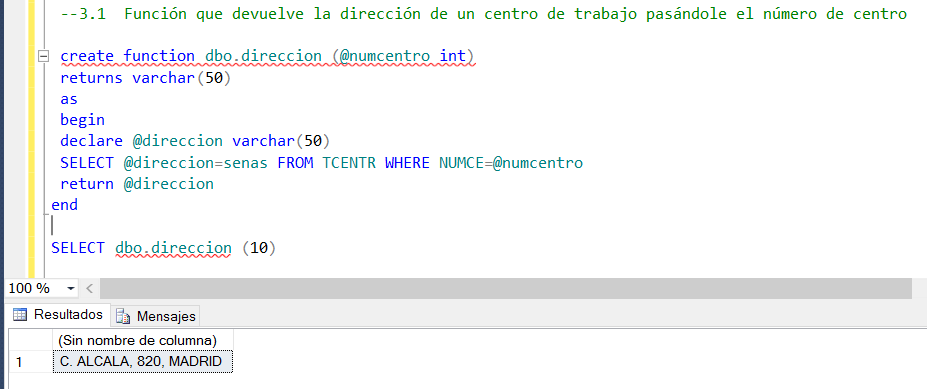 --3.1  Función que devuelve la dirección de un centro de trabajo pasándole el número de centro
create function dbo.direccion (@numcentro int)
returns varchar(50)
as
begin
declare @direccion varchar(50)
SELECT @direccion=senas FROM TCENTR WHERE NUMCE=@numcentro
return @direccion
end
SELECT dbo.direccion (10)
100 %
Resultados Mensajes
(Sin nombre de columna)
1 C. ALCALA, 820, MADRID